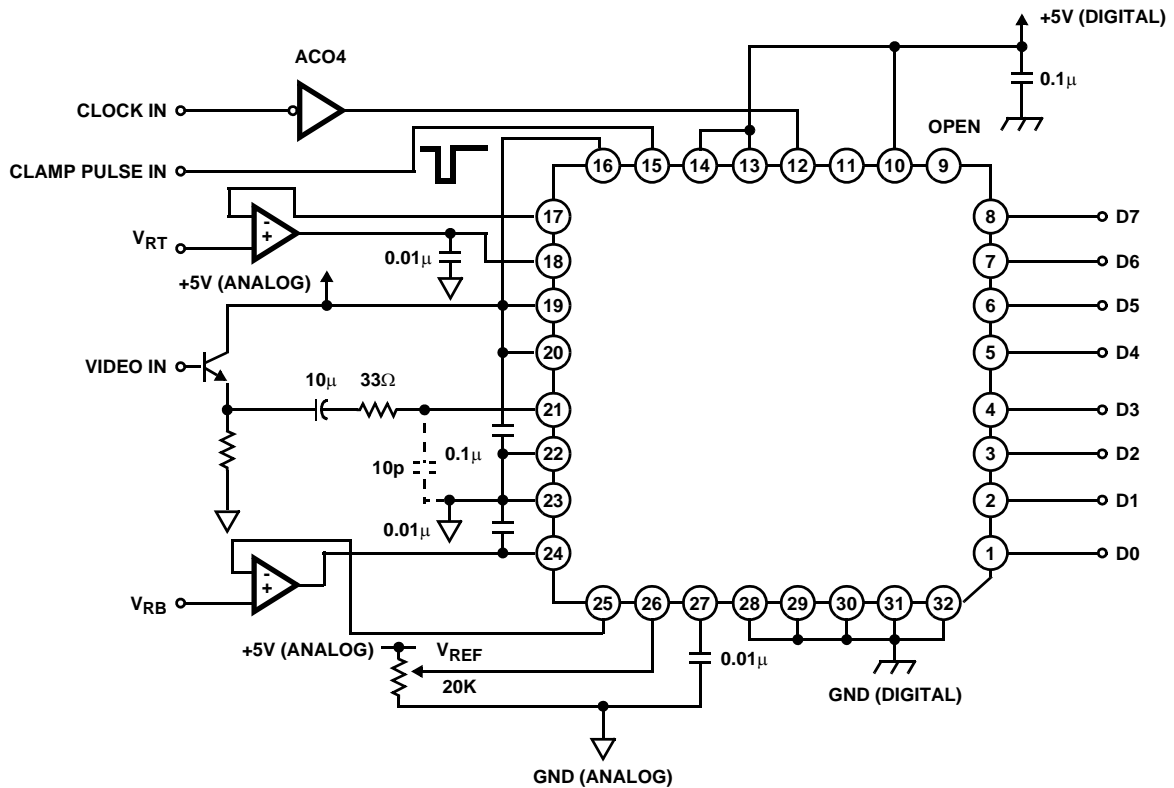 +5V (DIGITAL)
ACO4
0.1μ
CLOCK IN
OPEN
CLAMP PULSE IN
16 15 14 13 12 11 10 9
17 8 D7
-
+
VRT
0.01μ
18 7 D6
+5V (ANALOG)
19 6 D5
VIDEO IN
20 5 D4
10μ 33Ω
21 4 D3
10p 0.1μ
22 3 D2
23 2 D1
0.01μ
24 1 D0
-
+
VRB
25 26 27 28 29 30 31 32
+5V (ANALOG) VREF
20K
0.01μ
GND (DIGITAL)
GND (ANALOG)